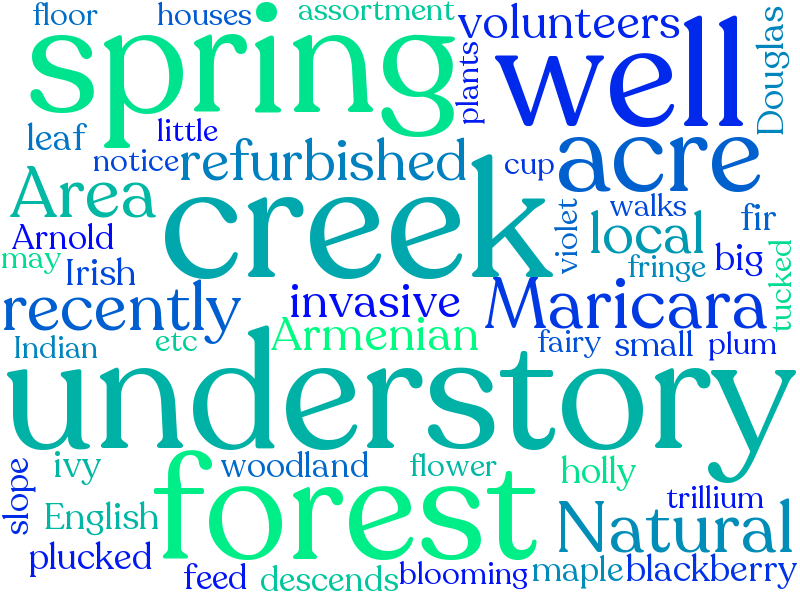 floor
houses
assortment
spring
volunteers
well
plants
Douglas
leaf
little
notice
refurbished
cup
acre
Area
creek
violet
walks
fir
Arnold
local
may
Irish
fringe
big
tucked
recently
invasive
Maricara
Indian
etc
Armenian
fairy
small
plum
understory
slope
ivy
woodland
flower
holly
forest
trillium
English
Natural
plucked
feed
descends
blooming
maple
blackberry